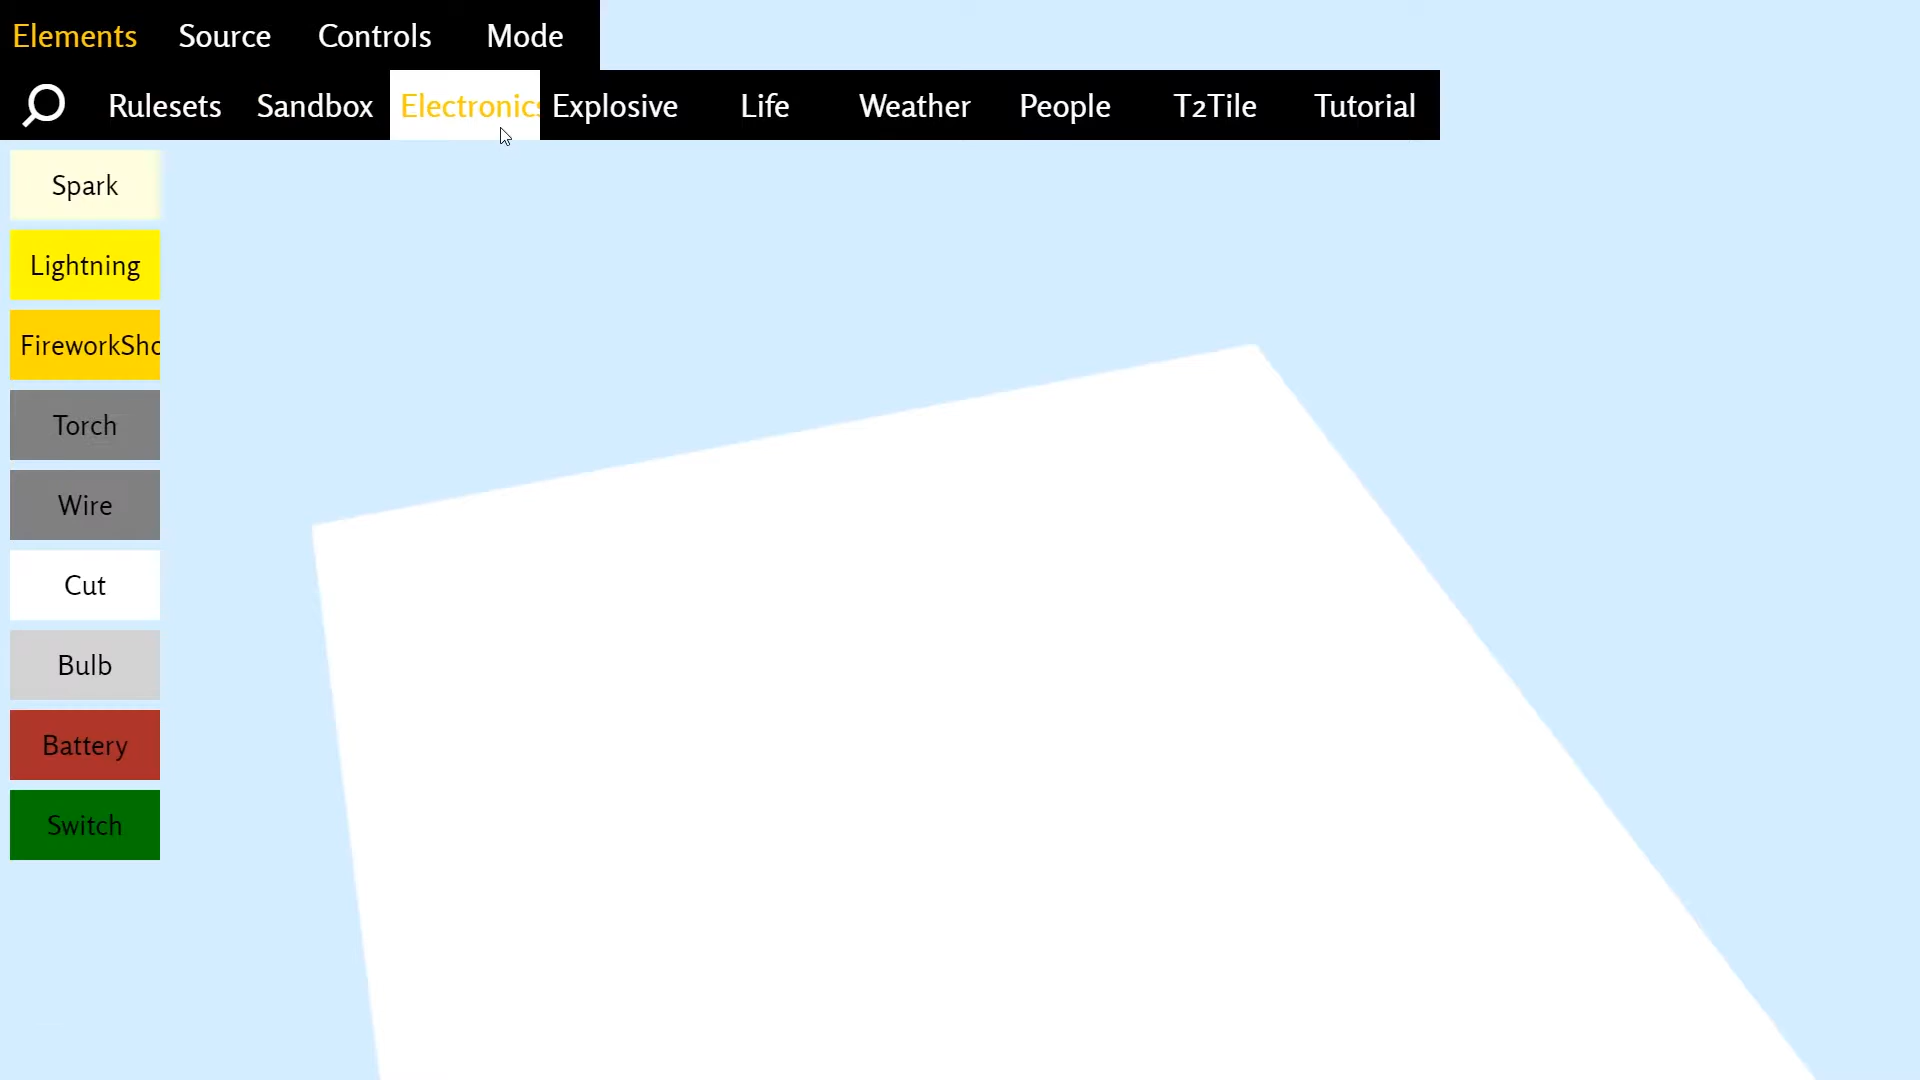 Elements Source Controls Mode
Rulesets Sandbox Electronics Explosive Life Weather People T2Tile Tutorial
Spark
Lightning
FireworkSho
Torch
Wire
Cut
Bulb
Battery
Switch